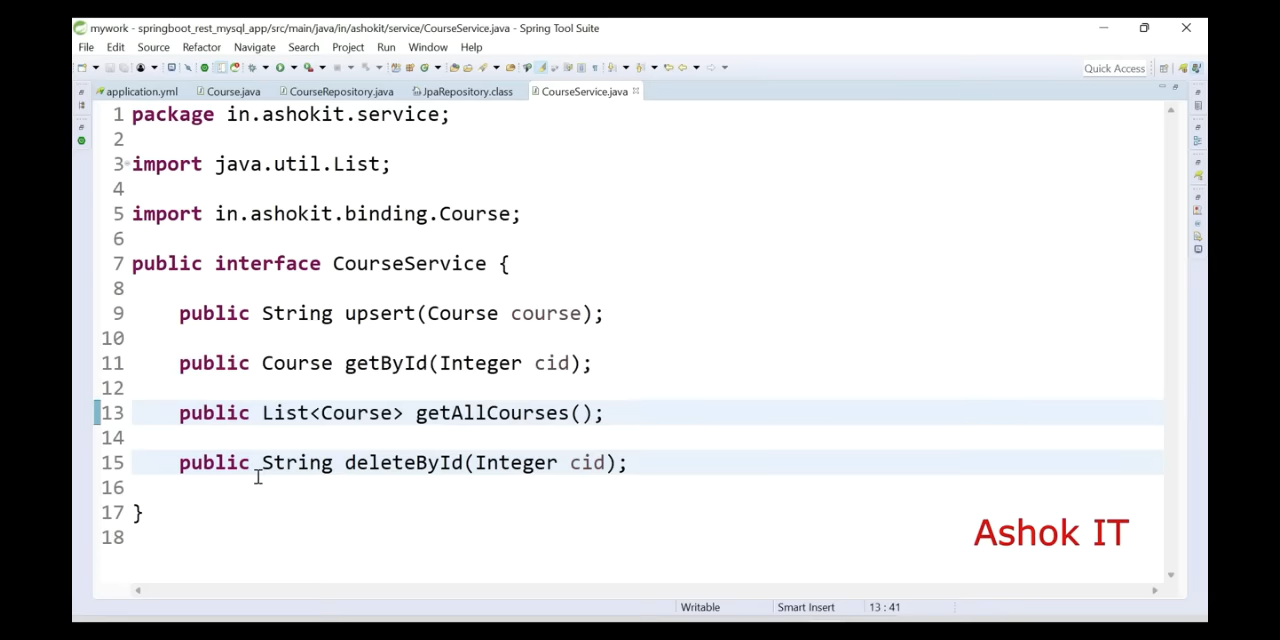 mywork - springboot_rest_mysql_app/src/main/java/in/ashokit/service/CourseService.java - Spring Tool Suite
File Edit Source Refactor Navigate Search Project Run Window Help
Quick Access
application.yml Course.java CourseRepository.java JpaRepository.class CourseService.java
1 package in.ashokit.service;
2
3 import java.util.List;
4
5 import in.ashokit.binding.Course;
6
7 public interface CourseService {
8
9 public String upsert(Course course);
10
11 public Course getById(Integer cid);
12
13 public List<Course> getAllCourses();
14
15 public String deleteById(Integer cid);
16
17 }
18
Ashok IT
Writable Smart Insert 13 : 41